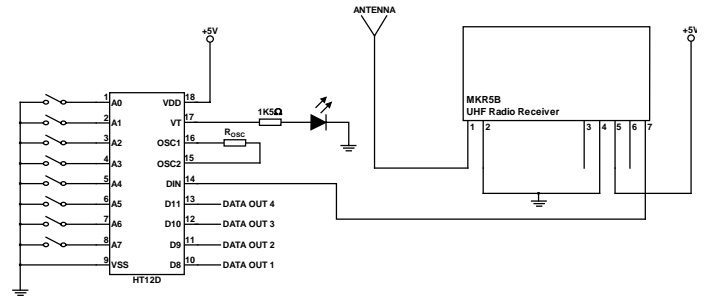 ANTENNA
+5V
+5V
MKR5B
UHF Radio Receiver
1 2 3 4 5 6 7
1 A0 VDD 18
2 A1 VT 17 1K5Ω
3 A2 OSC1 16 ROSC
4 A3 OSC2 15
5 A4 DIN 14
6 A5 D11 13 DATA OUT 4
7 A6 D10 12 DATA OUT 3
8 A7 D9 11 DATA OUT 2
9 VSS D8 10 DATA OUT 1
HT12D